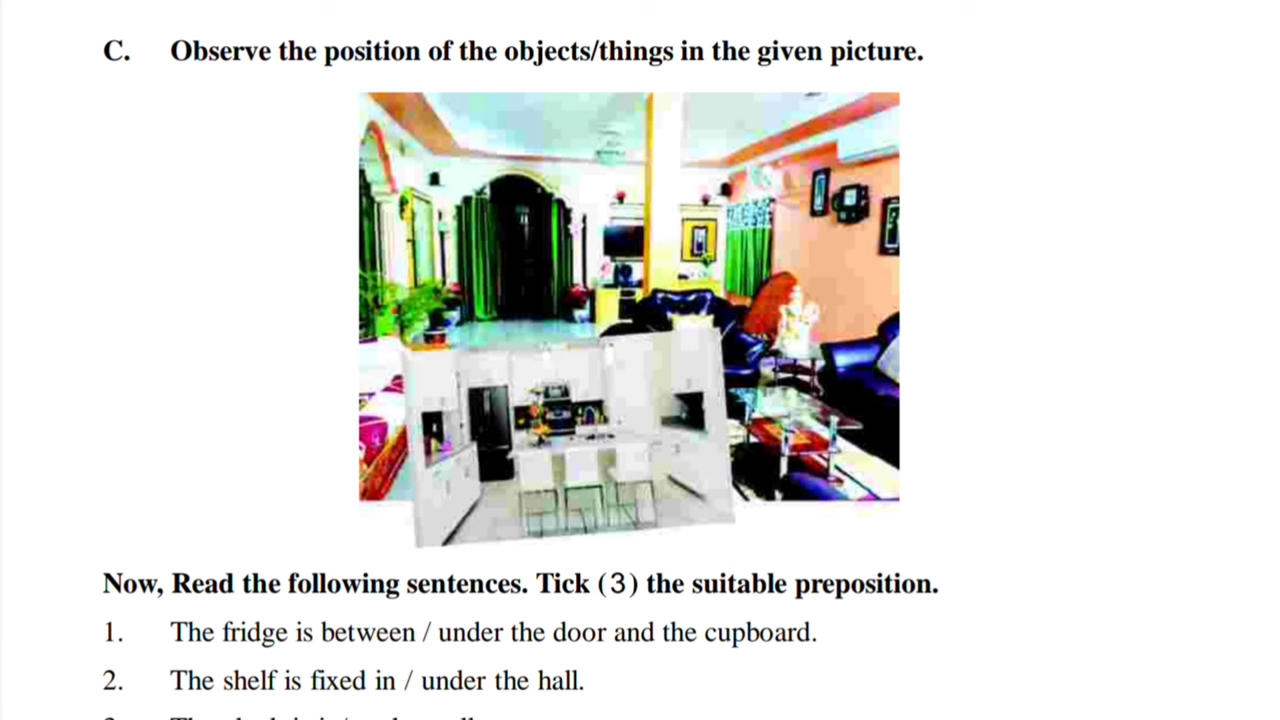 C. Observe the position of the objects/things in the given picture.
Now, Read the following sentences. Tick (3) the suitable preposition.
1. The fridge is between / under the door and the cupboard.
2. The shelf is fixed in / under the hall.